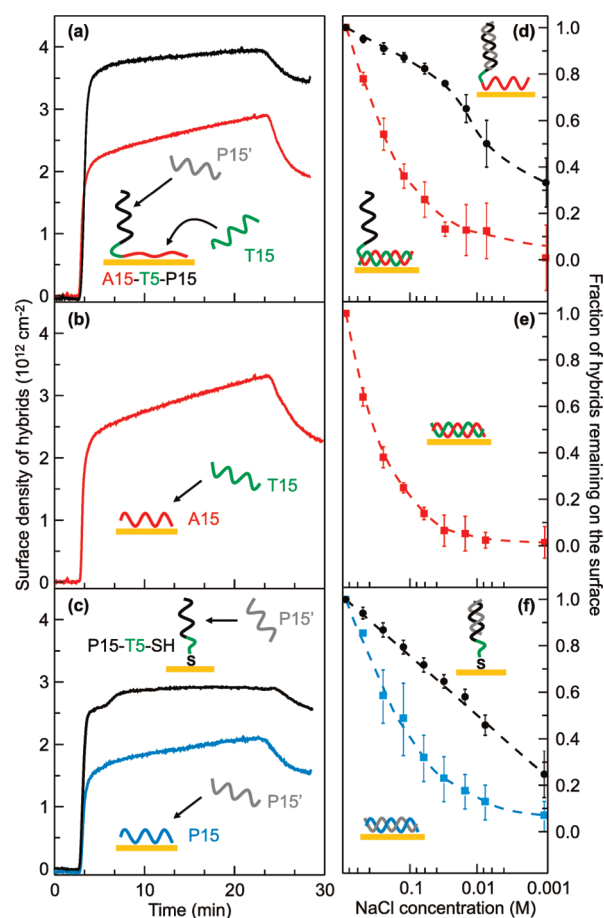 (a)
4
3
2
1
0
P15'
T15
A15-T5-P15
(d)
1.0
0.8
0.6
0.4
0.2
0.0
(b)
4
3
2
1
0
T15
A15
(e)
1.0
0.8
0.6
0.4
0.2
0.0
Surface density of hybrids (10¹² cm⁻²)
Fraction of hybrids remaining on the surface
(c)
4
3
2
1
0
P15-T5-SH
P15'
S
P15'
P15
(f)
1.0
0.8
0.6
0.4
0.2
0.0
S
0
10
20
30
Time (min)
0.1
0.01
0.001
NaCl concentration (M)